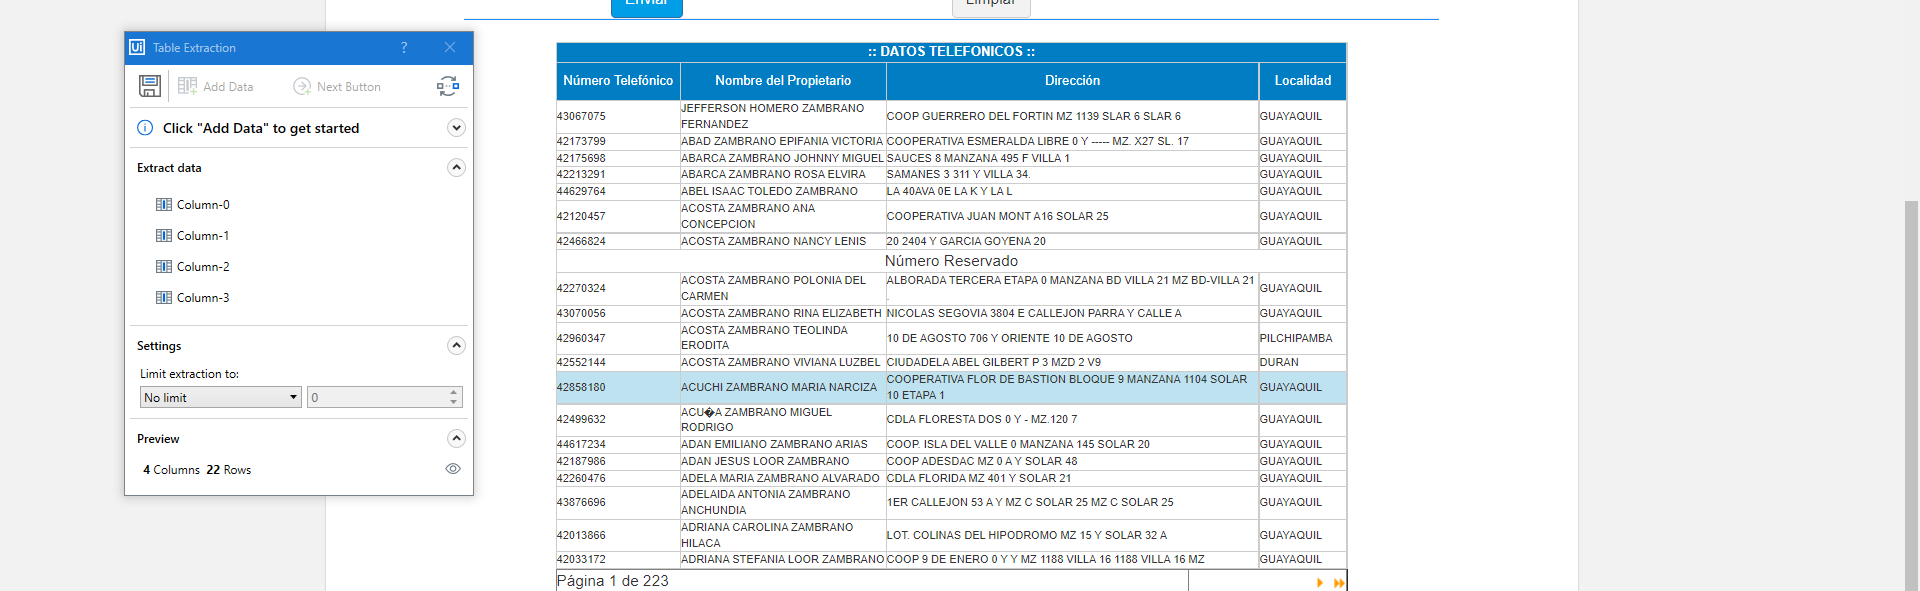 Enviar
Limpiar
Ui Table Extraction ?
Add Data
Next Button
Click "Add Data" to get started
Extract data
Column-0
Column-1
Column-2
Column-3
Settings
Limit extraction to:
No limit 0
Preview
4 Columns 22 Rows
:: DATOS TELEFONICOS ::
Número Telefónico Nombre del Propietario Dirección Localidad
43067075 JEFFERSON HOMERO ZAMBRANO FERNANDEZ COOP GUERRERO DEL FORTIN MZ 1139 SLAR 6 SLAR 6 GUAYAQUIL
42173799 ABAD ZAMBRANO EPIFANIA VICTORIA COOPERATIVA ESMERALDA LIBRE 0 Y ----- MZ. X27 SL. 17 GUAYAQUIL
42175698 ABARCA ZAMBRANO JOHNNY MIGUEL SAUCES 8 MANZANA 495 F VILLA 1 GUAYAQUIL
42213291 ABARCA ZAMBRANO ROSA ELVIRA SAMANES 3 311 Y VILLA 34. GUAYAQUIL
44629764 ABEL ISAAC TOLEDO ZAMBRANO LA 40AVA 0E LA K Y LA L GUAYAQUIL
42120457 ACOSTA ZAMBRANO ANA CONCEPCION COOPERATIVA JUAN MONT A16 SOLAR 25 GUAYAQUIL
42466824 ACOSTA ZAMBRANO NANCY LENIS 20 2404 Y GARCIA GOYENA 20 GUAYAQUIL
Número Reservado
42270324 ACOSTA ZAMBRANO POLONIA DEL CARMEN ALBORADA TERCERA ETAPA 0 MANZANA BD VILLA 21 MZ BD-VILLA 21 . GUAYAQUIL
43070056 ACOSTA ZAMBRANO RINA ELIZABETH NICOLAS SEGOVIA 3804 E CALLEJON PARRA Y CALLE A GUAYAQUIL
42960347 ACOSTA ZAMBRANO TEOLINDA ERODITA 10 DE AGOSTO 706 Y ORIENTE 10 DE AGOSTO PILCHIPAMBA
42552144 ACOSTA ZAMBRANO VIVIANA LUZBEL CIUDADELA ABEL GILBERT P 3 MZD 2 V9 DURAN
42858180 ACUCHI ZAMBRANO MARIA NARCIZA COOPERATIVA FLOR DE BASTION BLOQUE 9 MANZANA 1104 SOLAR 10 ETAPA 1 GUAYAQUIL
42499632 ACU�A ZAMBRANO MIGUEL RODRIGO CDLA FLORESTA DOS 0 Y - MZ.120 7 GUAYAQUIL
44617234 ADAN EMILIANO ZAMBRANO ARIAS COOP. ISLA DEL VALLE 0 MANZANA 145 SOLAR 20 GUAYAQUIL
42187986 ADAN JESUS LOOR ZAMBRANO COOP ADESDAC MZ 0 A Y SOLAR 48 GUAYAQUIL
42260476 ADELA MARIA ZAMBRANO ALVARADO CDLA FLORIDA MZ 401 Y SOLAR 21 GUAYAQUIL
43876696 ADELAIDA ANTONIA ZAMBRANO ANCHUNDIA 1ER CALLEJON 53 A Y MZ C SOLAR 25 MZ C SOLAR 25 GUAYAQUIL
42013866 ADRIANA CAROLINA ZAMBRANO HILACA LOT. COLINAS DEL HIPODROMO MZ 15 Y SOLAR 32 A GUAYAQUIL
42033172 ADRIANA STEFANIA LOOR ZAMBRANO COOP 9 DE ENERO 0 Y Y MZ 1188 VILLA 16 1188 VILLA 16 MZ GUAYAQUIL
Página 1 de 223